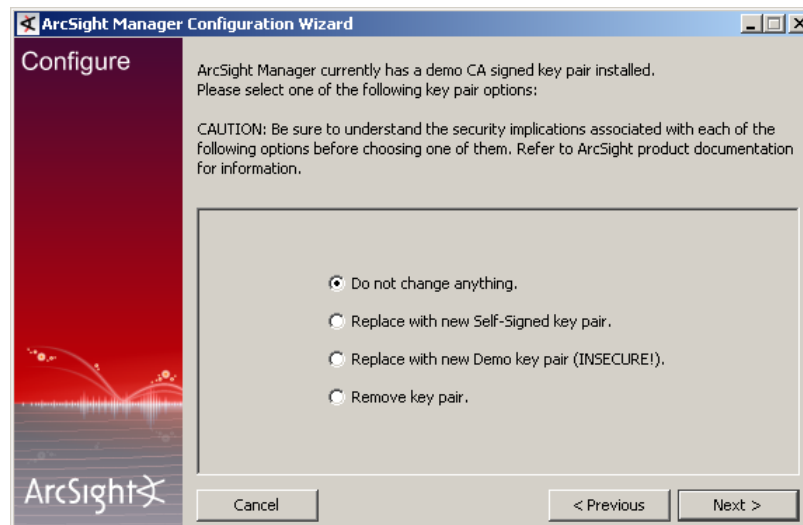 ArcSight Manager Configuration Wizard
Configure
ArcSight Manager currently has a demo CA signed key pair installed.
Please select one of the following key pair options:
CAUTION: Be sure to understand the security implications associated with each of the
following options before choosing one of them. Refer to ArcSight product documentation
for information.
Do not change anything.
Replace with new Self-Signed key pair.
Replace with new Demo key pair (INSECURE!).
Remove key pair.
ArcSight
Cancel
< Previous
Next >